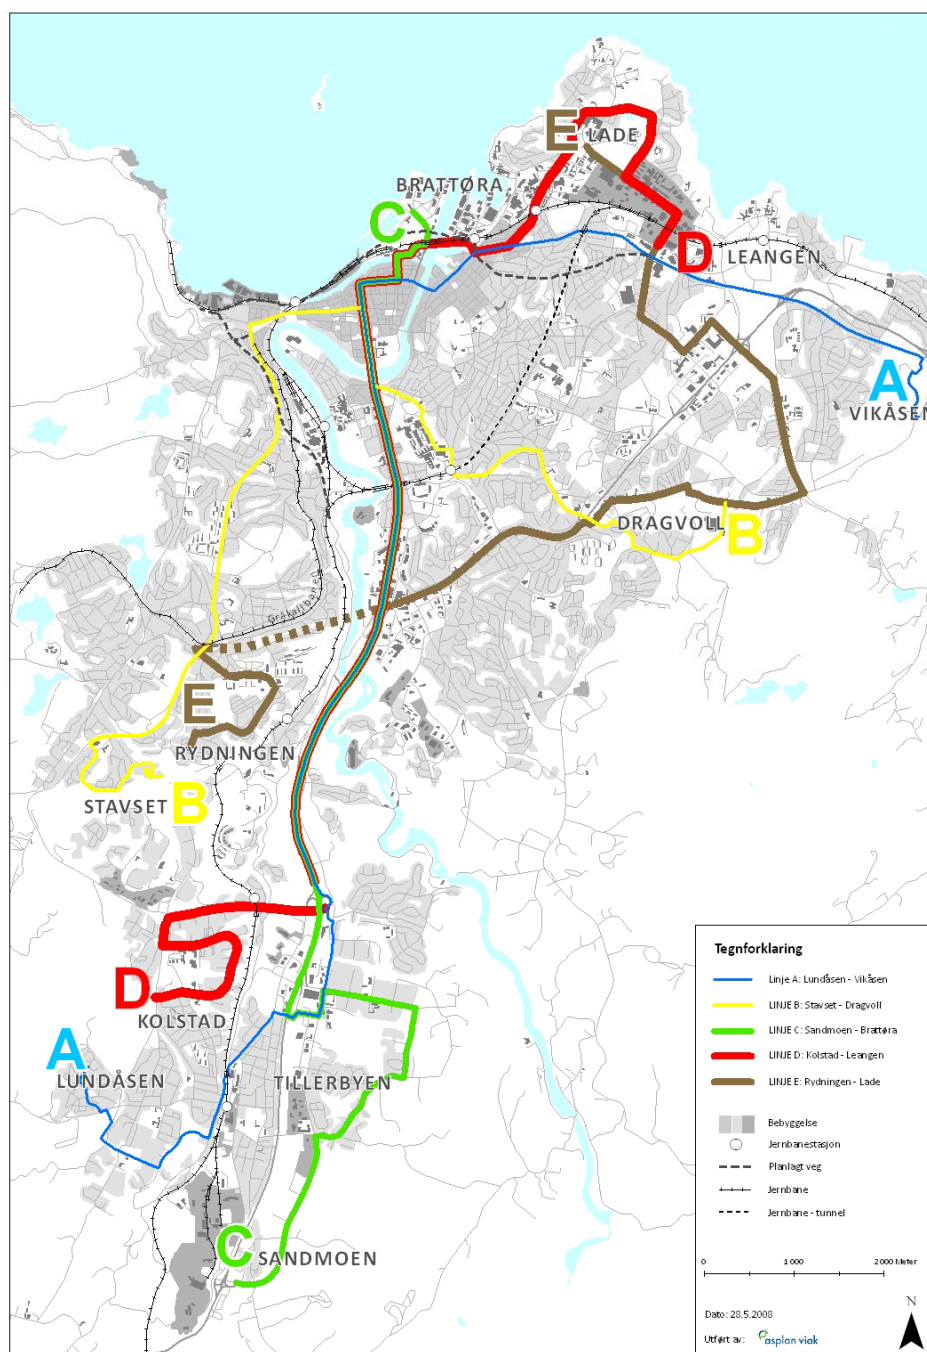 E
LADE
BRATTØRA
C
D
LEANGEN
A
VIKÅSEN
DRAGVOLL
B
Gråkallban
E
RYDNINGEN
STAVSET
B
D
KOLSTAD
A
LUNDÅSEN
TILLERBYEN
C
SANDMOEN
Tegnforklaring
Linje A: Lundåsen - Vikåsen
LINJE B: Stavset - Dragvoll
LINJE C: Sandmoen - Brattøra
LINJE D: Kolstad - Leangen
LINJE E: Rydningen - Lade
Bebyggelse
Jernbanestasjon
Planlagt veg
Jernbane
Jernbane - tunnel
0 1 000 2 000 Meter
N
Dato: 28.5.2008
Utført av: asplan viak